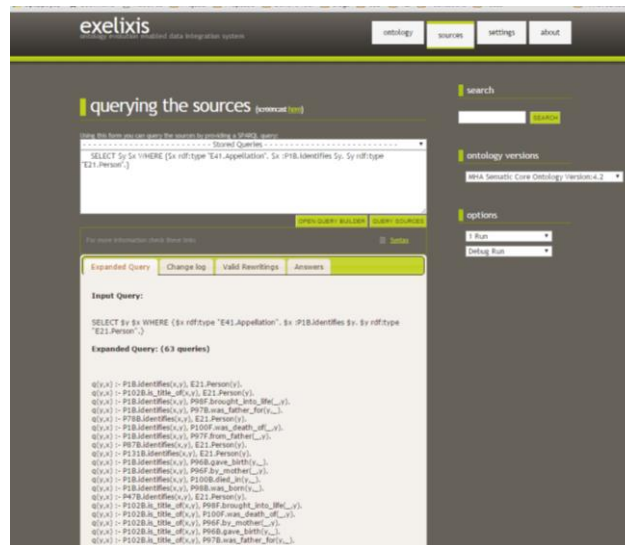 exelixis
ontology evolution enabled data integration system
ontology
sources
settings
about
querying the sources (screencast here)
Using this form you can query the sources by providing a SPARQL query:
Stored Queries
SELECT $y $x WHERE {$x rdf:type "E41.Appellation". $x :P1B.identifies $y. $y rdf:type
"E21.Person".}
OPEN QUERY BUILDER QUERY SOURCES
For more information check these links
Syntax
Expanded Query Change log Valid Rewritings Answers
Input Query:
SELECT $y $x WHERE {$x rdf:type "E41.Appellation". $x :P1B.identifies $y. $y rdf:type
"E21.Person".}
Expanded Query: (63 queries)
q(y,x) :- P1B.identifies(x,y), E21.Person(y).
q(y,x) :- P102B.is_title_of(x,y), E21.Person(y).
q(y,x) :- P1B.identifies(x,y), P98F.brought_into_life(_,y).
q(y,x) :- P1B.identifies(x,y), P97B.was_father_for(y,_).
q(y,x) :- P78B.identifies(x,y), E21.Person(y).
q(y,x) :- P1B.identifies(x,y), P100F.was_death_of(_,y).
q(y,x) :- P1B.identifies(x,y), P97F.from_father(_,y).
q(y,x) :- P87B.identifies(x,y), E21.Person(y).
q(y,x) :- P131B.identifies(x,y), E21.Person(y).
q(y,x) :- P1B.identifies(x,y), P96B.gave_birth(y,_).
q(y,x) :- P1B.identifies(x,y), P96F.by_mother(_,y).
q(y,x) :- P1B.identifies(x,y), P100B.died_in(y,_).
q(y,x) :- P1B.identifies(x,y), P98B.was_born(y,_).
q(y,x) :- P47B.identifies(x,y), E21.Person(y).
q(y,x) :- P102B.is_title_of(x,y), P98F.brought_into_life(_,y).
q(y,x) :- P102B.is_title_of(x,y), P100F.was_death_of(_,y).
q(y,x) :- P102B.is_title_of(x,y), P96F.by_mother(_,y).
q(y,x) :- P102B.is_title_of(x,y), P96B.gave_birth(y,_).
q(y,x) :- P102B.is_title_of(x,y), P97B.was_father_for(y,_).
search
SEARCH
ontology versions
MHA Sematic Core Ontology Version:4.2
options
1 Run
Debug Run